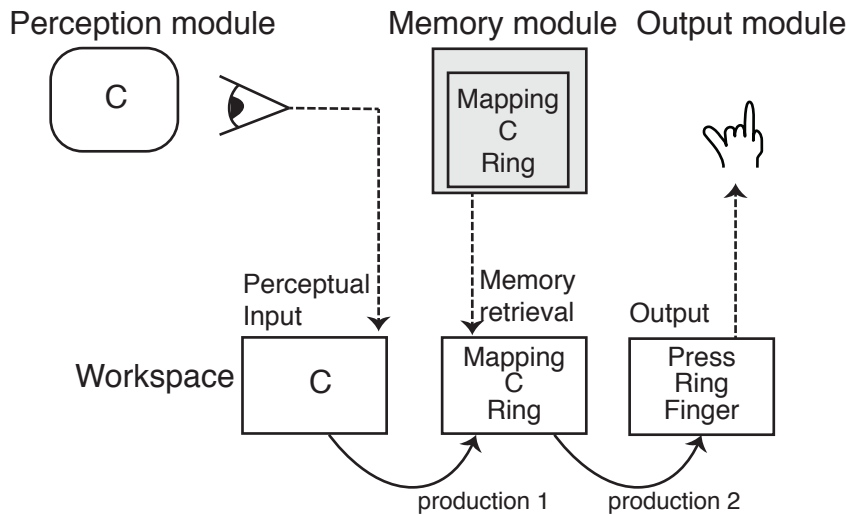 Perception module
Memory module
Output module
C
Mapping
C
Ring
Perceptual
Input
Memory
retrieval
Output
Workspace
C
Mapping
C
Ring
Press
Ring
Finger
production 1
production 2